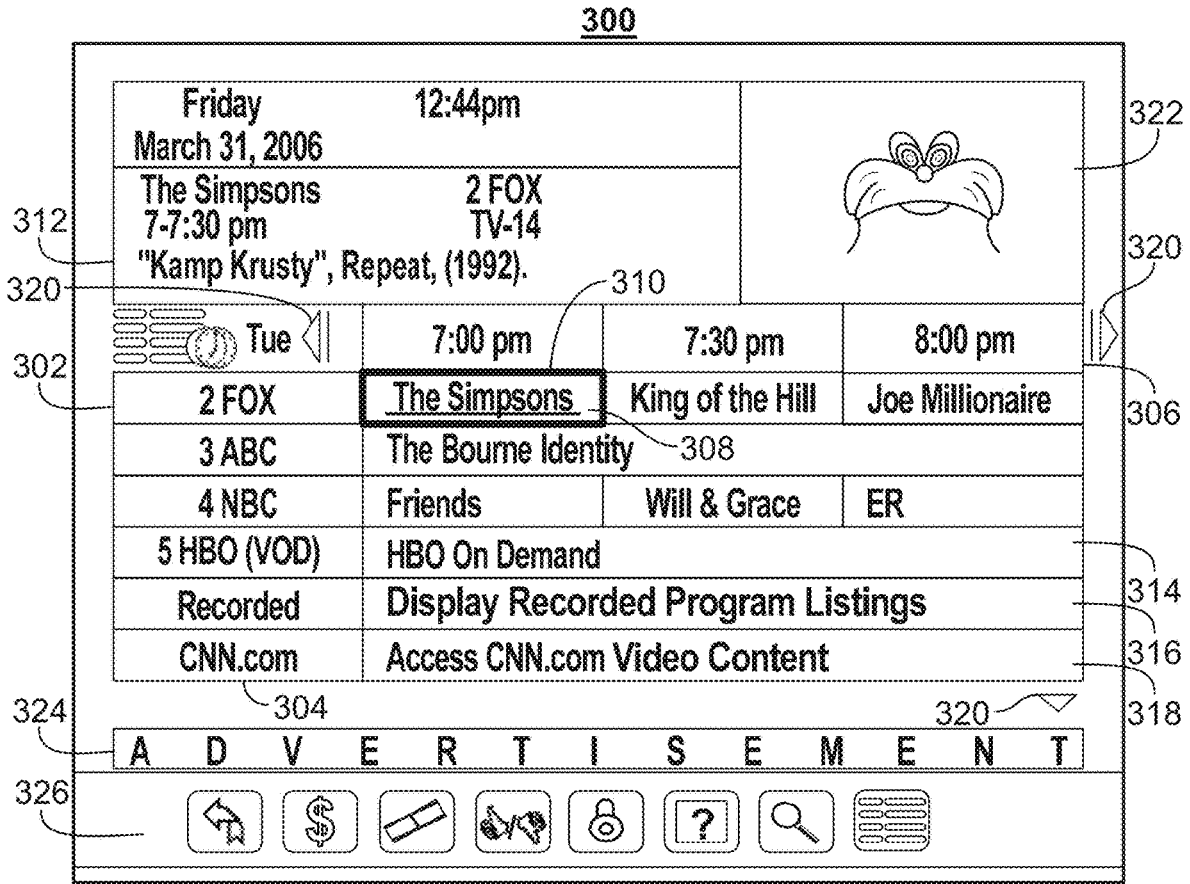 300
Friday 12:44pm
March 31, 2006
322
The Simpsons 2 FOX
312 7-7:30 pm TV-14
"Kamp Krusty", Repeat, (1992).
320
320
310
Tue 7:00 pm 7:30 pm 8:00 pm
302 2 FOX The Simpsons King of the Hill Joe Millionaire
306
3 ABC The Bourne Identity 308
4 NBC Friends Will & Grace ER
5 HBO (VOD) HBO On Demand
314
Recorded Display Recorded Program Listings
316
CNN.com Access CNN.com Video Content
318
304
320
324 A D V E R T I S E M E N T
326 $ ?